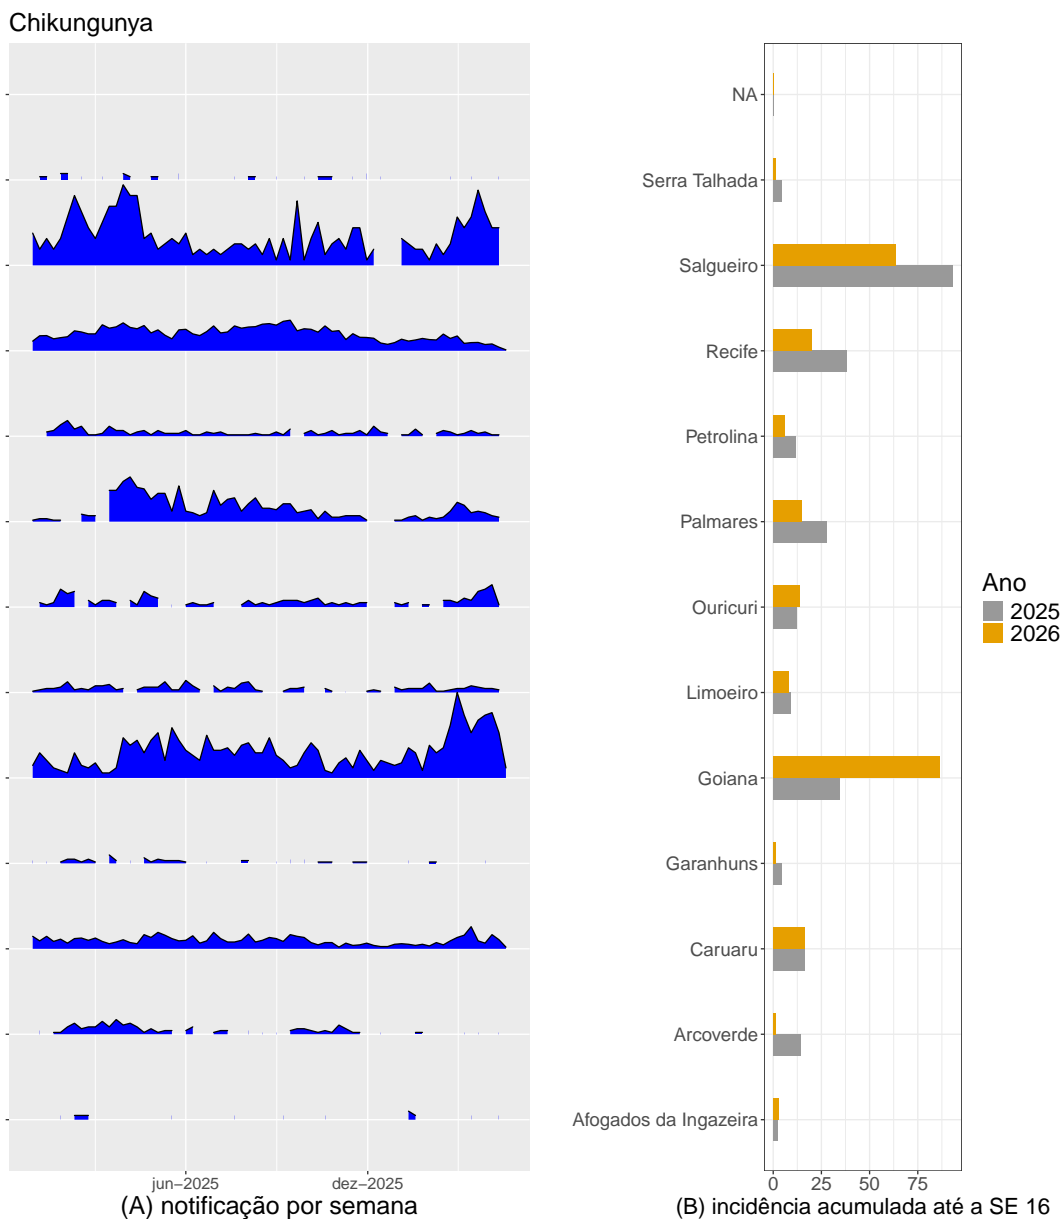 Chikungunya
NA
Serra Talhada
Salgueiro
Recife
Petrolina
Palmares
Ouricuri
Limoeiro
Goiana
Garanhuns
Caruaru
Arcoverde
Afogados da Ingazeira
jun−2025
dez−2025
(A) notificação por semana
0
25
50
75
(B) incidência acumulada até a SE 16
Ano
2025
2026